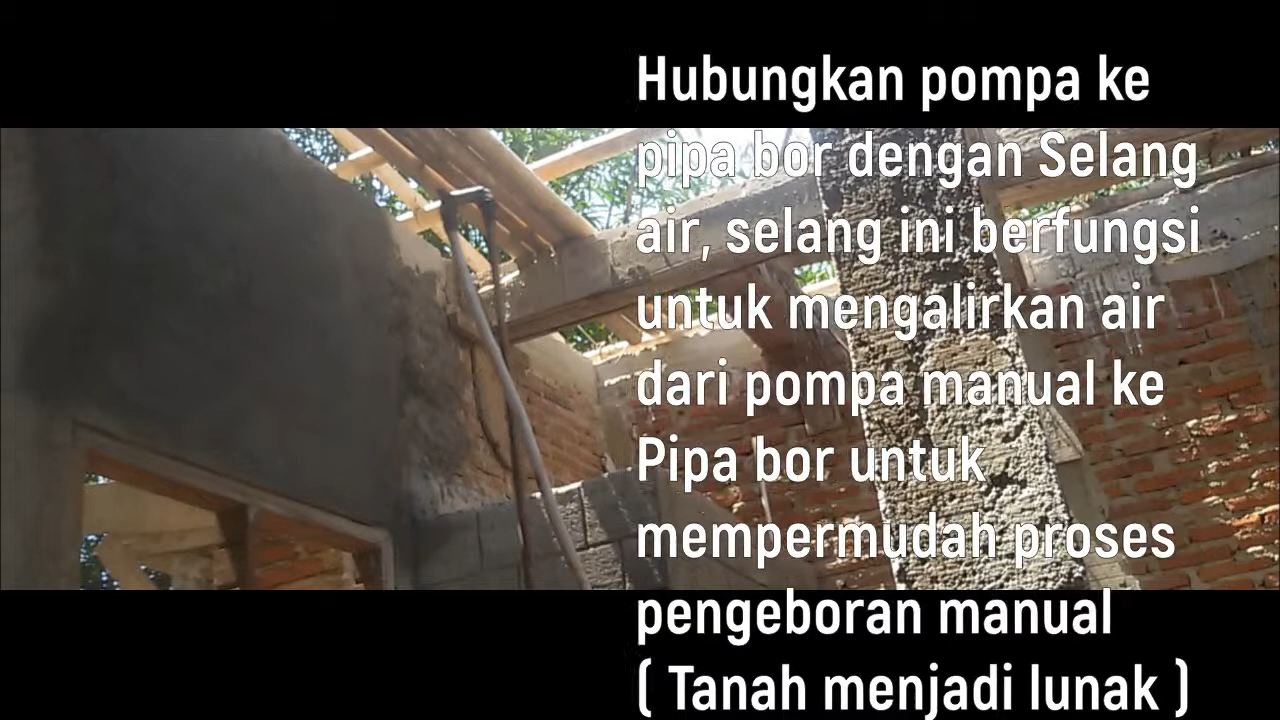 Hubungkan pompa ke
pipa bor dengan Selang
air, selang ini berfungsi
untuk mengalirkan air
dari pompa manual ke
Pipa bor untuk
mempermudah proses
pengeboran manual
( Tanah menjadi lunak )